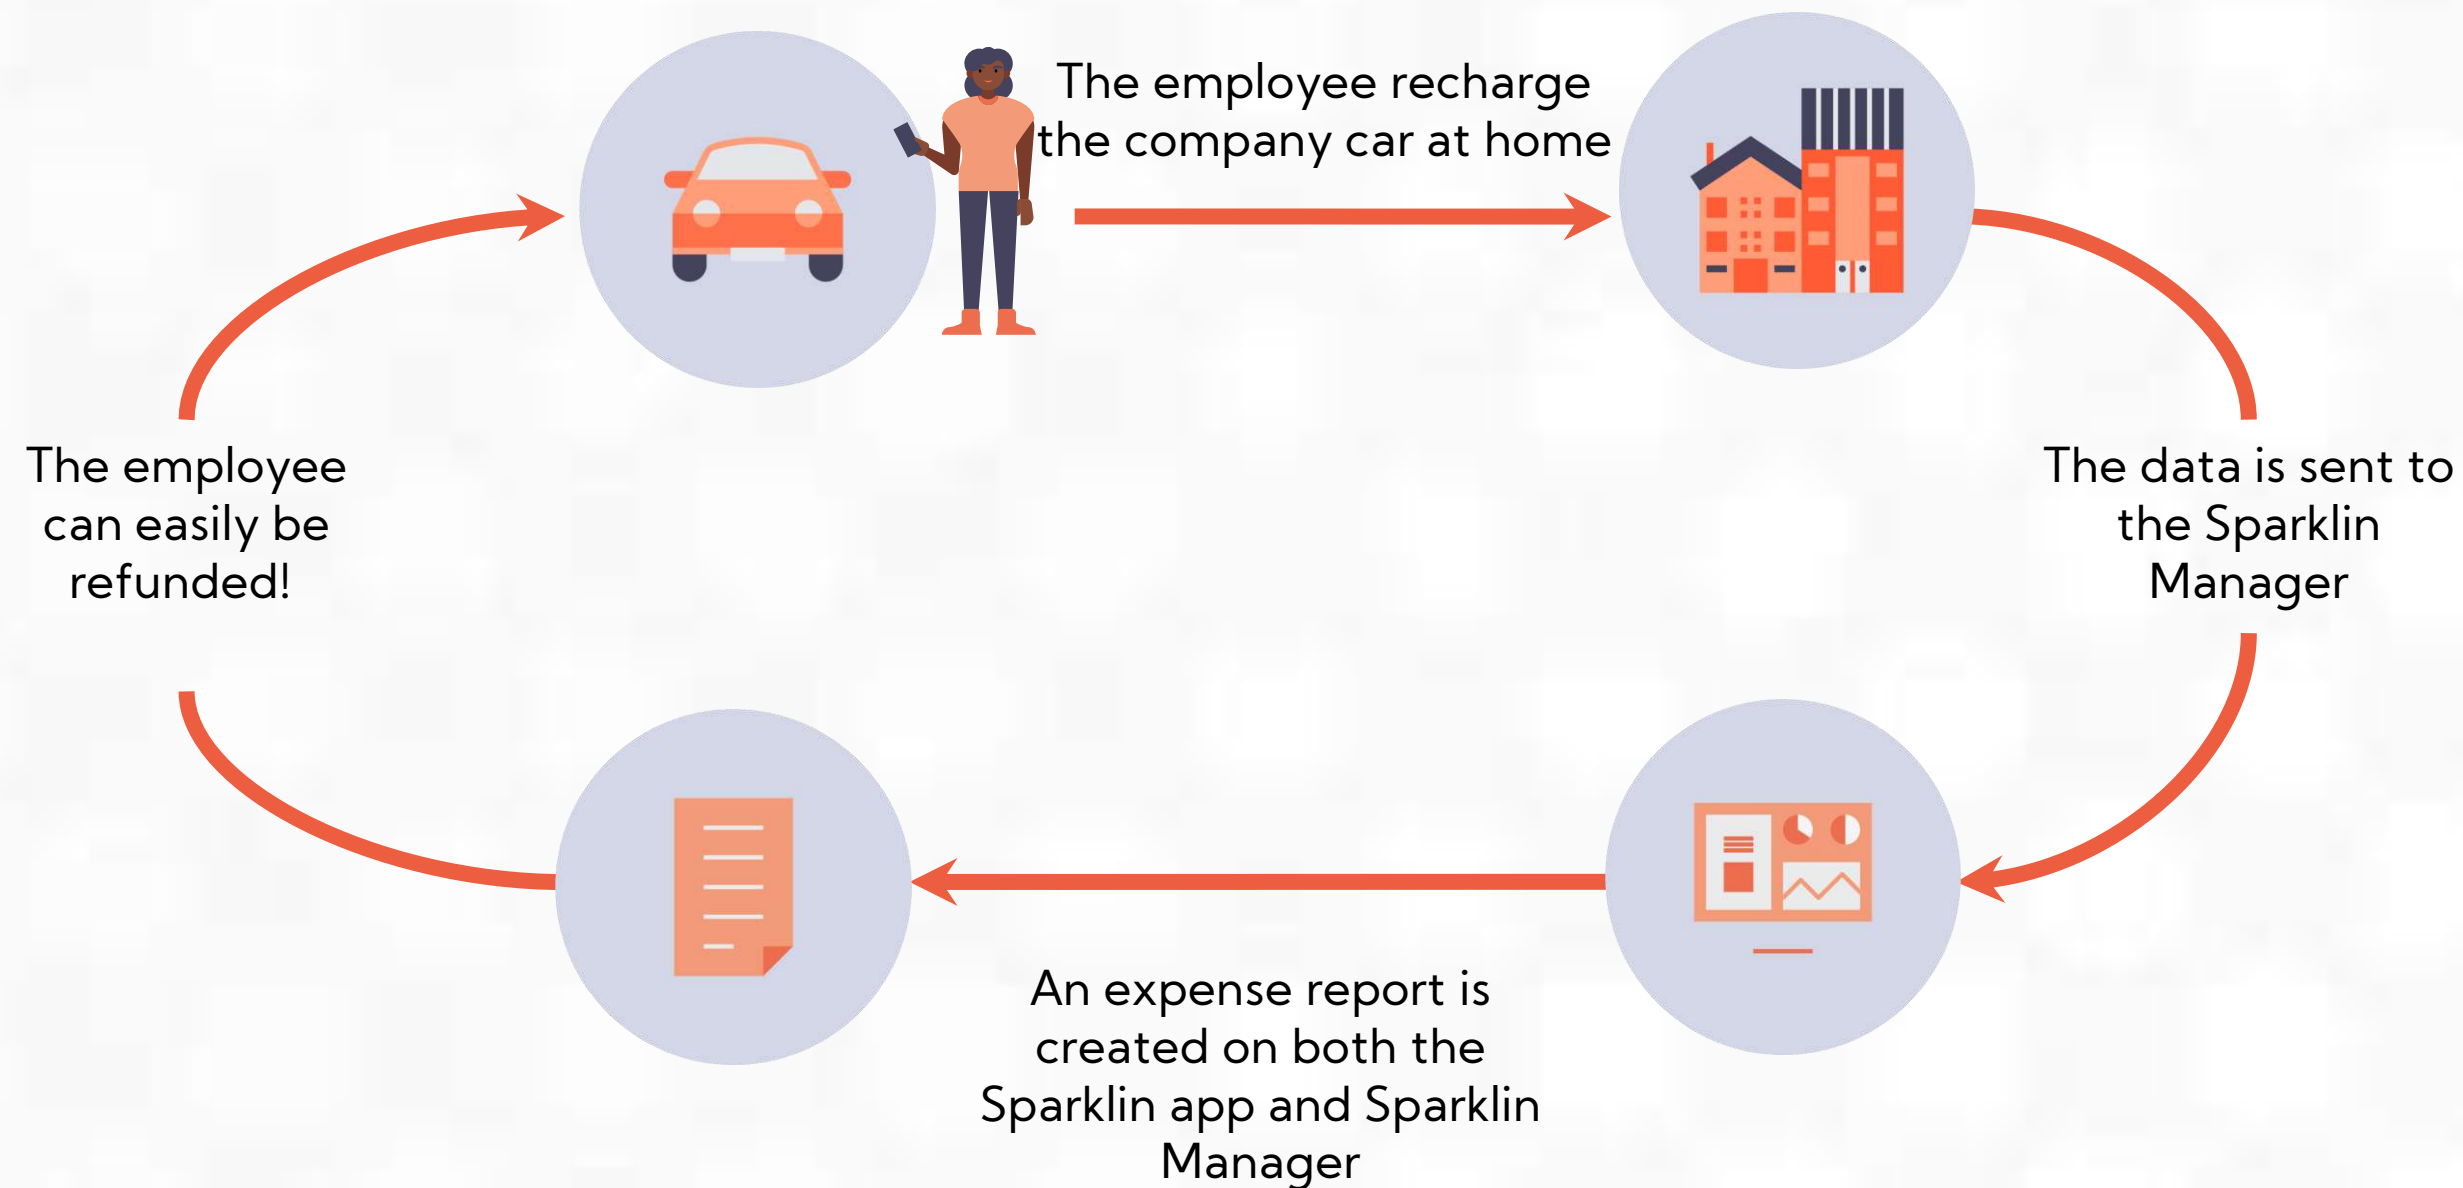 The employee recharge
the company car at home
The data is sent to
the Sparklin
Manager
An expense report is
created on both the
Sparklin app and Sparklin
Manager
The employee
can easily be
refunded!